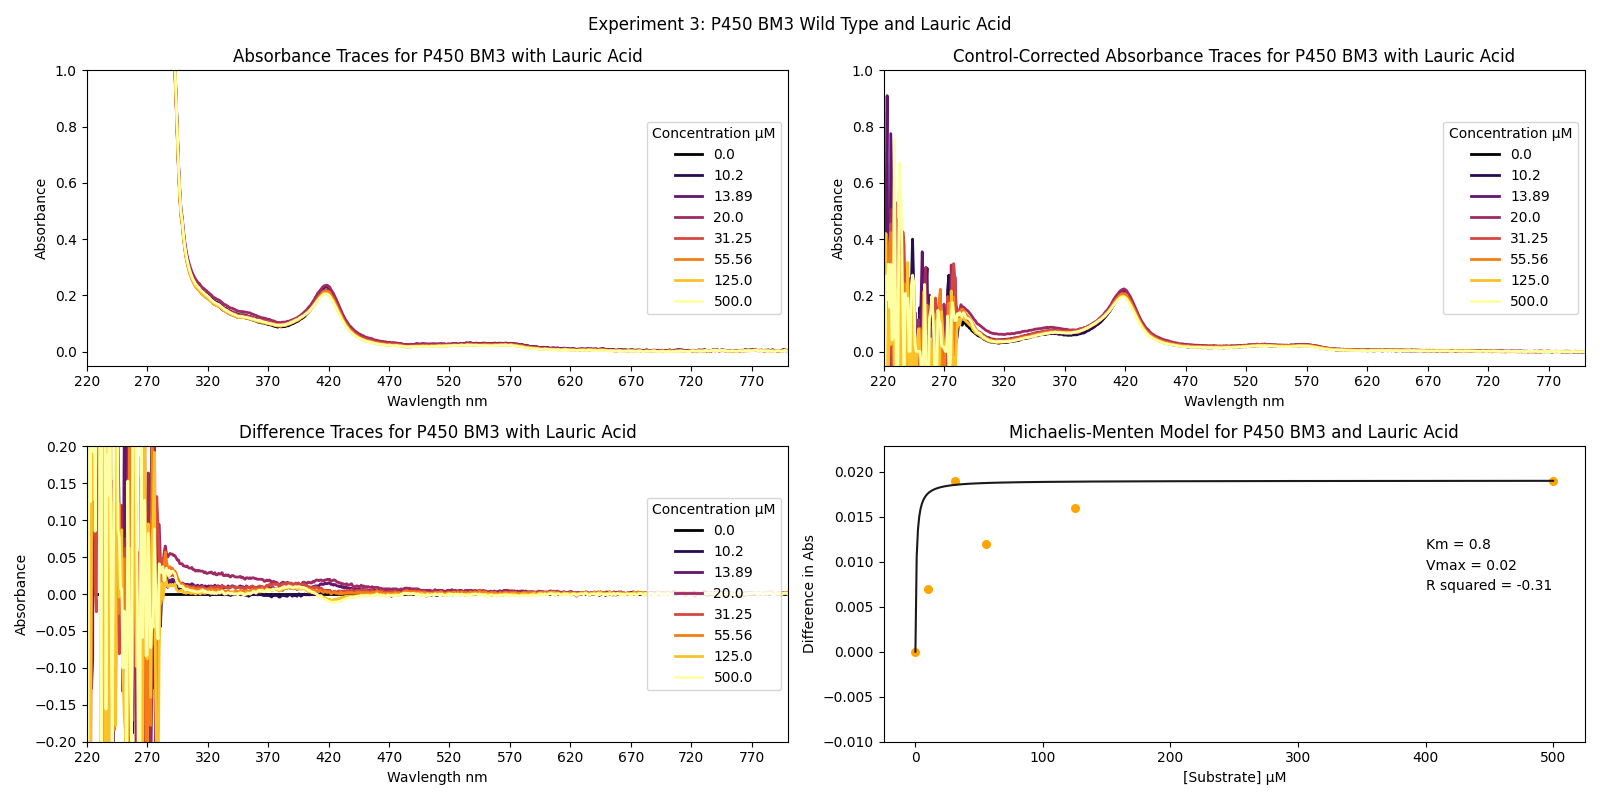 Experiment 3: P450 BM3 Wild Type and Lauric Acid
Absorbance Traces for P450 BM3 with Lauric Acid
Absorbance
1.0
0.8
0.6
0.4
0.2
0.0
220 270 320 370 420 470 520 570 620 670 720 770
Wavlength nm
Concentration μM
0.0
10.2
13.89
20.0
31.25
55.56
125.0
500.0
Control-Corrected Absorbance Traces for P450 BM3 with Lauric Acid
Absorbance
1.0
0.8
0.6
0.4
0.2
0.0
220 270 320 370 420 470 520 570 620 670 720 770
Wavlength nm
Concentration μM
0.0
10.2
13.89
20.0
31.25
55.56
125.0
500.0
Difference Traces for P450 BM3 with Lauric Acid
Absorbance
0.20
0.15
0.10
0.05
0.00
−0.05
−0.10
−0.15
−0.20
220 270 320 370 420 470 520 570 620 670 720 770
Wavlength nm
Concentration μM
0.0
10.2
13.89
20.0
31.25
55.56
125.0
500.0
Michaelis-Menten Model for P450 BM3 and Lauric Acid
Difference in Abs
0.020
0.015
0.010
0.005
0.000
−0.005
−0.010
0 100 200 300 400 500
[Substrate] μM
Km = 0.8
Vmax = 0.02
R squared = -0.31